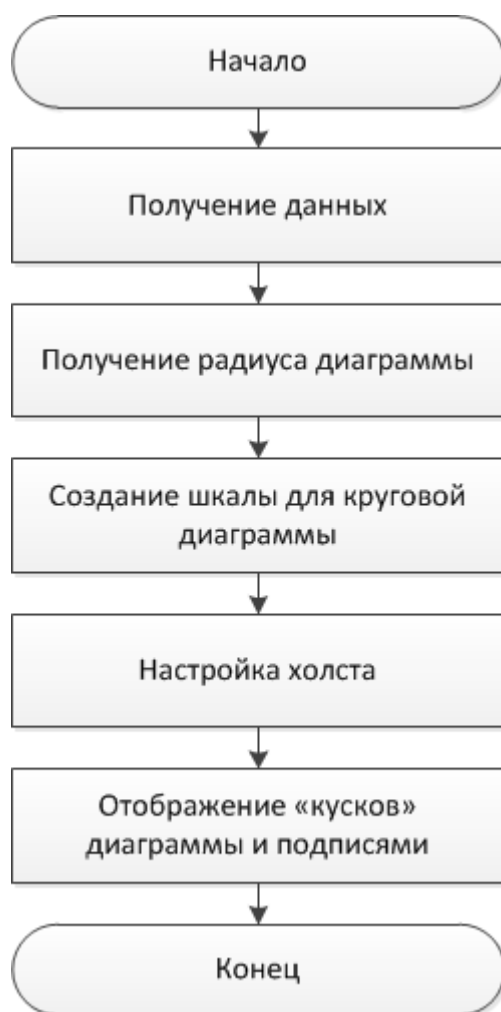 Начало
Получение данных
Получение радиуса диаграммы
Создание шкалы для круговой
диаграммы
Настройка холста
Отображение «кусков»
диаграммы и подписями
Конец